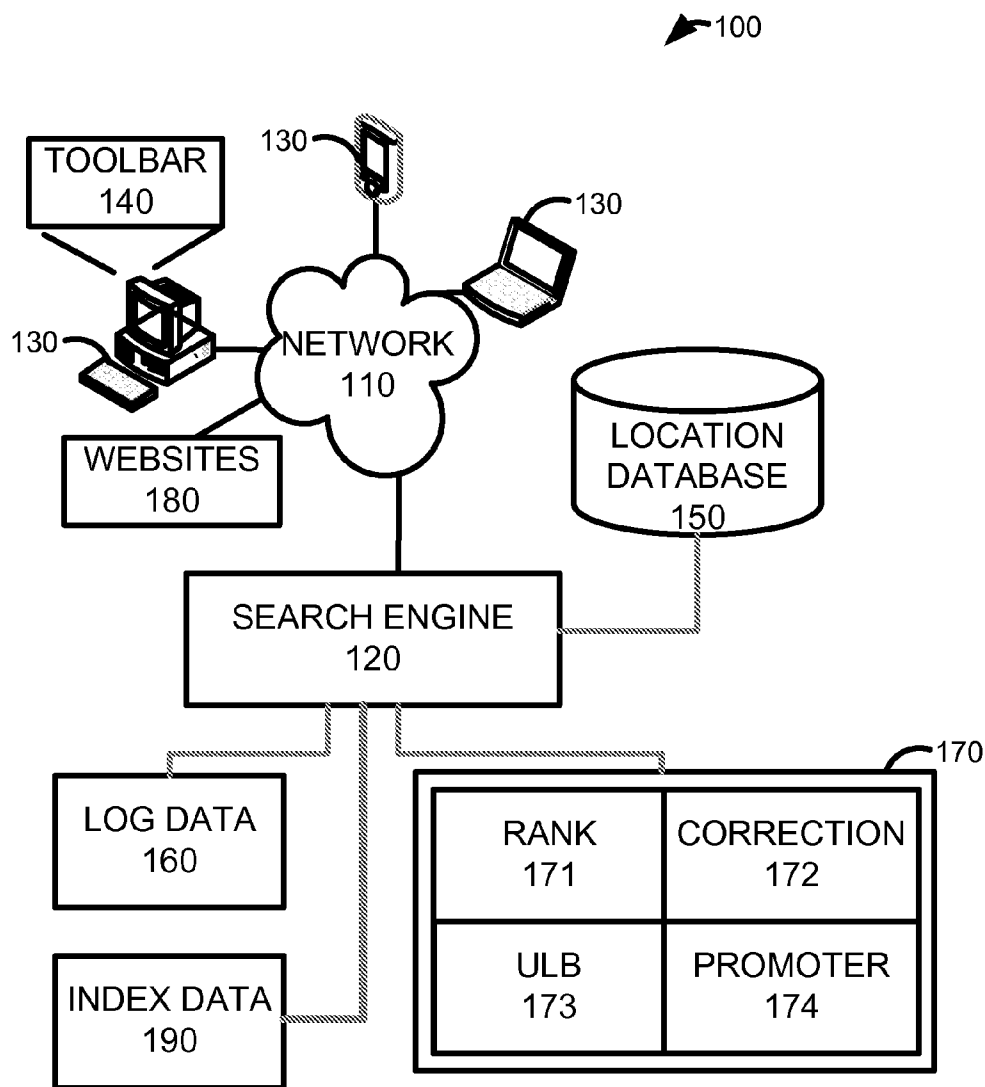 100
TOOLBAR
140
130
130
130
NETWORK
110
WEBSITES
180
LOCATION
DATABASE
150
SEARCH ENGINE
120
170
LOG DATA
160
RANK
171
CORRECTION
172
INDEX DATA
190
ULB
173
PROMOTER
174